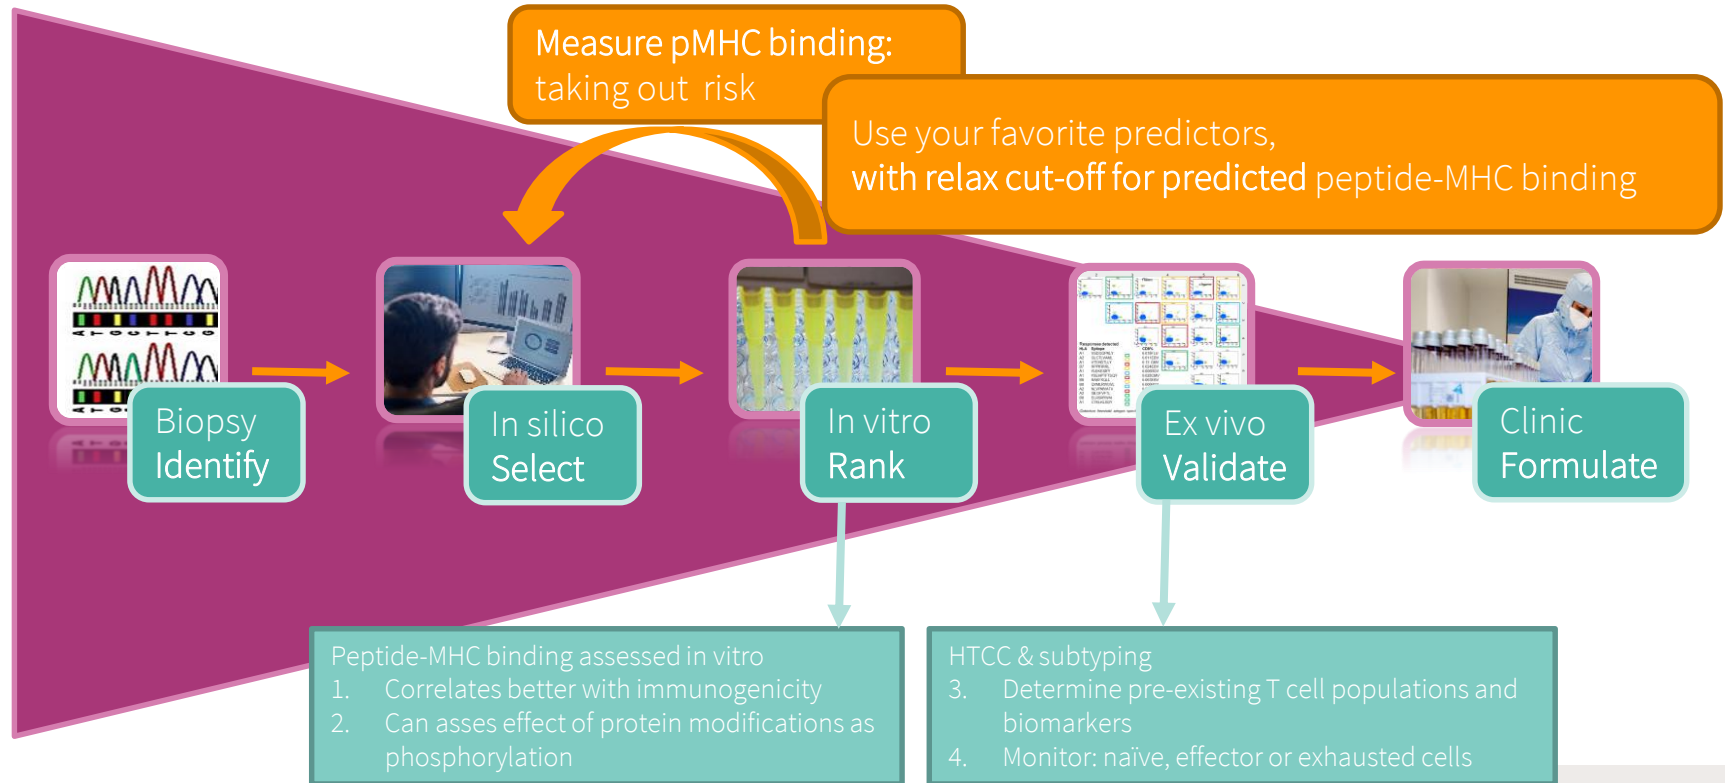 Measure pMHC binding:
taking out risk
Use your favorite predictors,
with relax cut-off for predicted peptide-MHC binding
Biopsy
Identify
In silico
Select
In vitro
Rank
Ex vivo
Validate
Clinic
Formulate
Peptide-MHC binding assessed in vitro
1. Correlates better with immunogenicity
2. Can asses effect of protein modifications as
phosphorylation
HTCC & subtyping
3. Determine pre-existing T cell populations and
biomarkers
4. Monitor: naïve, effector or exhausted cells